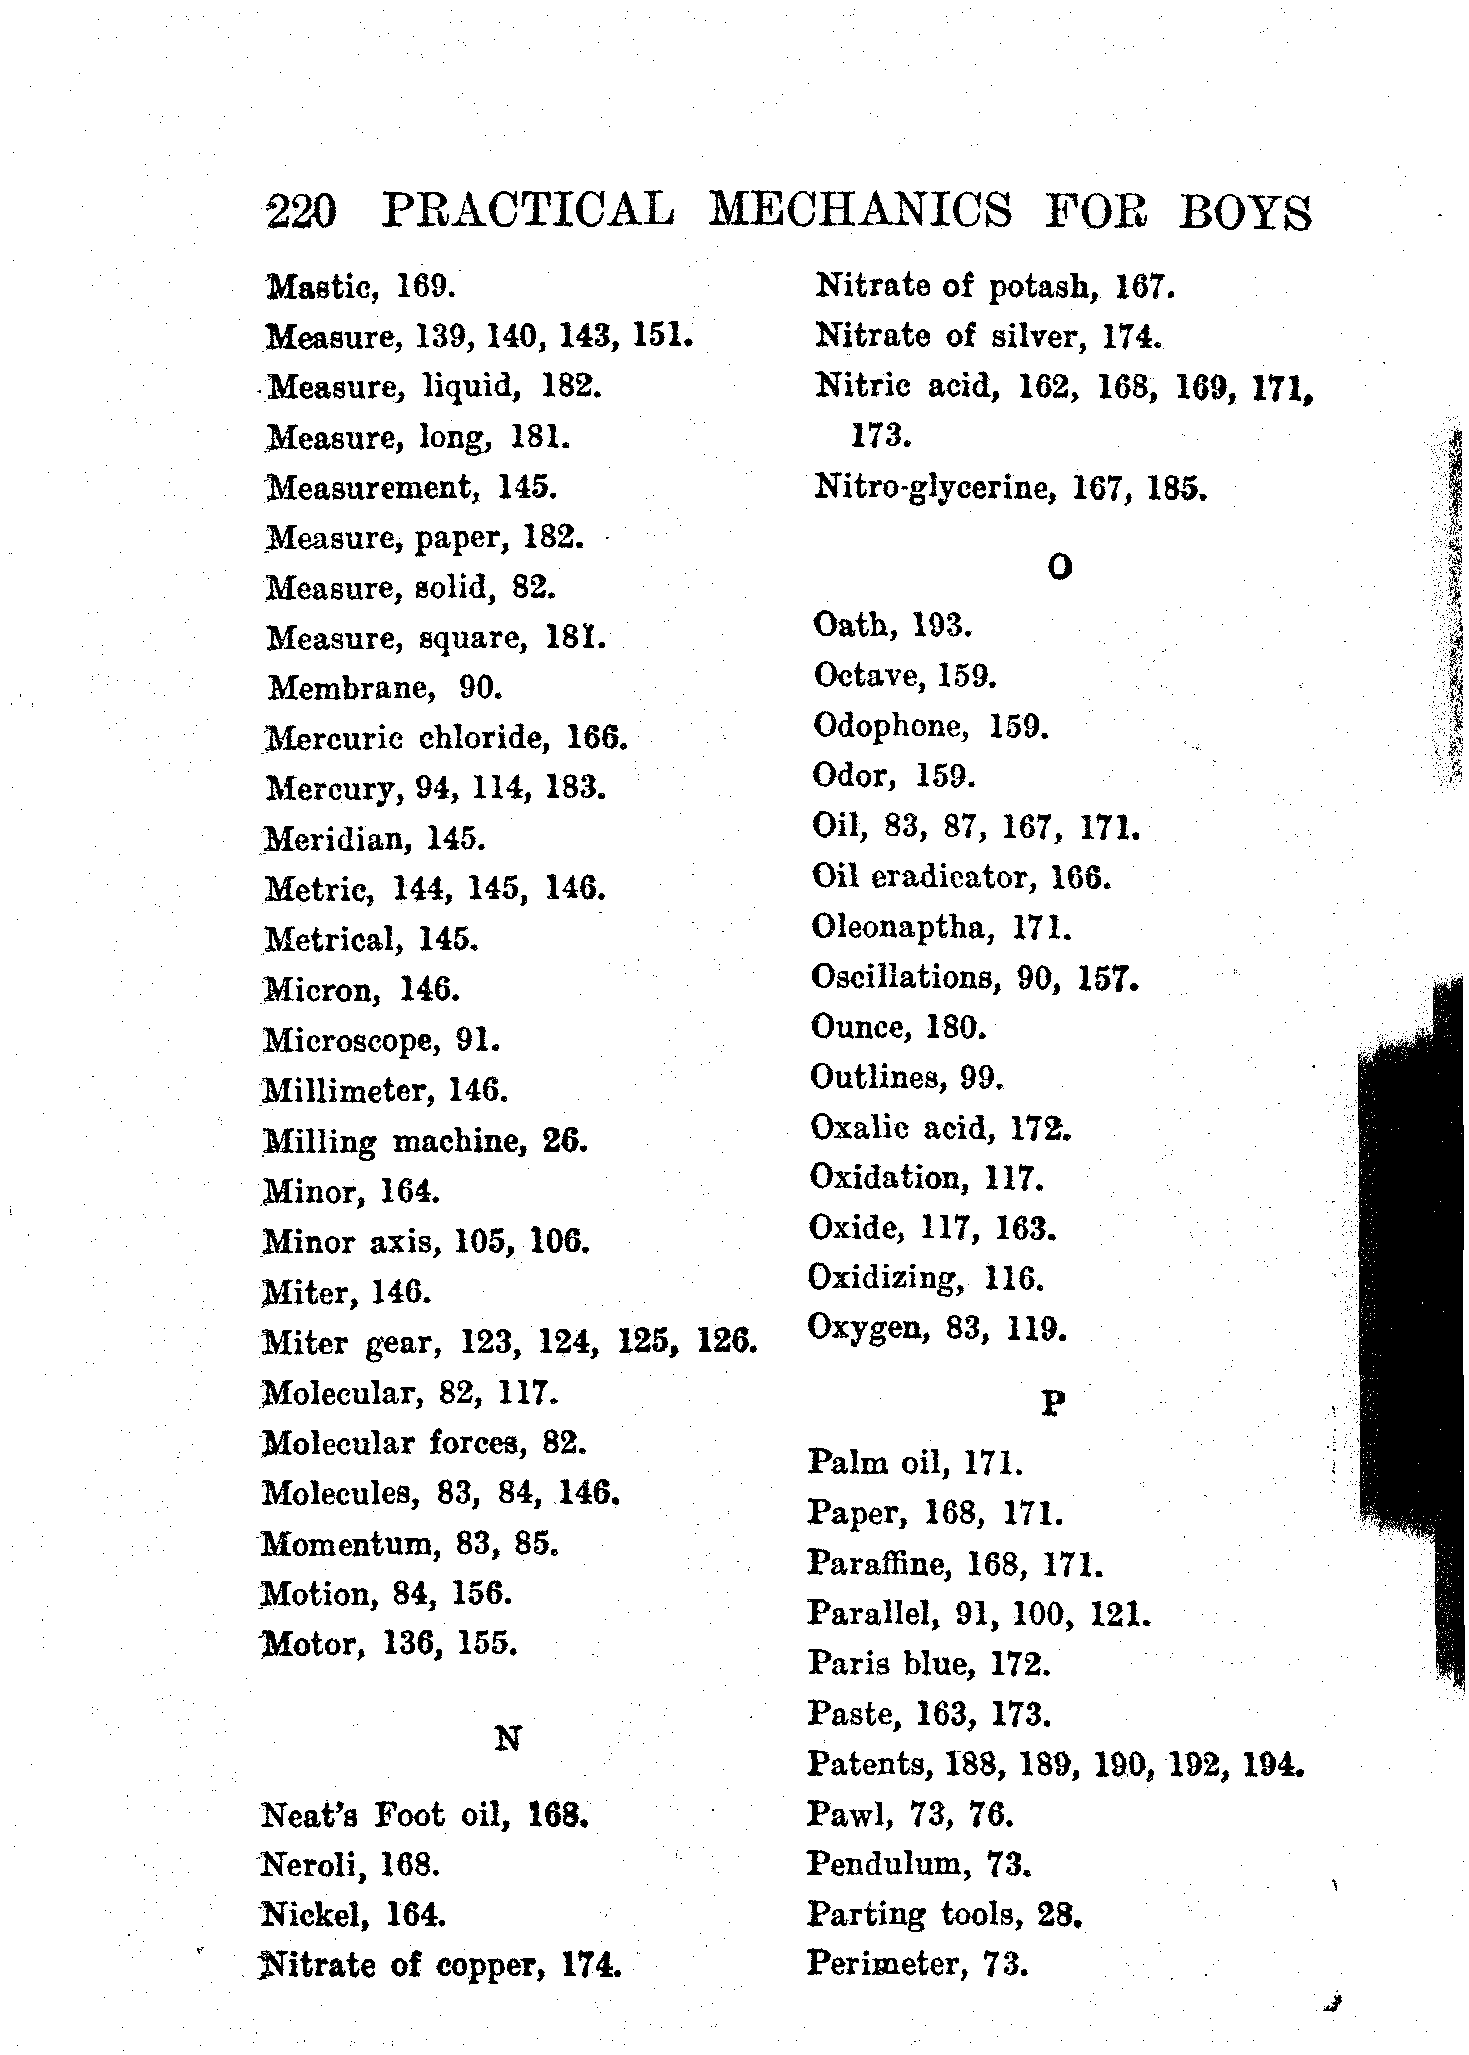 220 PRACTICAL MECHANICS FOR BOYS
Mastic, 169.
Measure, 139, 140, 143, 151.
Measure, liquid, 182.
Measure, long, 181.
Measurement, 145.
Measure, paper, 182.
Measure, solid, 82.
Measure, square, 181.
Membrane, 90.
Mercuric chloride, 166.
Mercury, 94, 114, 183.
Meridian, 145.
Metric, 144, 145, 146.
Metrical, 145.
Micron, 146.
Microscope, 91.
Millimeter, 146.
Milling machine, 26.
Minor, 164.
Minor axis, 105, 106.
Miter, 146.
Miter gear, 123, 124, 125, 126.
Molecular, 82, 117.
Molecular forces, 82.
Molecules, 83, 84, 146.
Momentum, 83, 85.
Motion, 84, 156.
Motor, 136, 155.
N
Neat's Foot oil, 168.
Neroli, 168.
Nickel, 164.
Nitrate of copper, 174.
Nitrate of potash, 167.
Nitrate of silver, 174.
Nitric acid, 162, 168, 169, 171,
173.
Nitro-glycerine, 167, 185.
O
Oath, 193.
Octave, 159.
Odophone, 159.
Odor, 159.
Oil, 83, 87, 167, 171.
Oil eradicator, 166.
Oleonaptha, 171.
Oscillations, 90, 157.
Ounce, 180.
Outlines, 99.
Oxalic acid, 172.
Oxidation, 117.
Oxide, 117, 163.
Oxidizing, 116.
Oxygen, 83, 119.
P
Palm oil, 171.
Paper, 168, 171.
Paraffine, 168, 171.
Parallel, 91, 100, 121.
Paris blue, 172.
Paste, 163, 173.
Patents, 188, 189, 190, 192, 194.
Pawl, 73, 76.
Pendulum, 73.
Parting tools, 28.
Perimeter, 73.